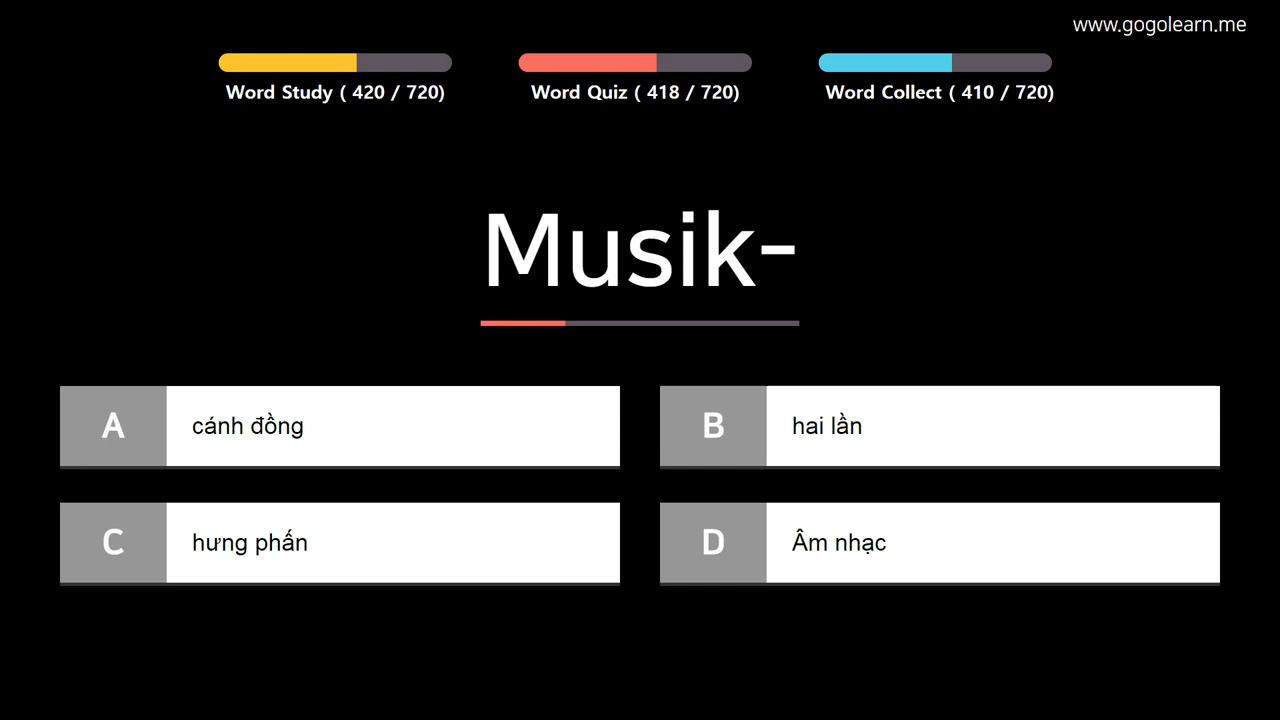 www.gogolearn.me
Word Study ( 420 / 720)
Word Quiz ( 418 / 720)
Word Collect ( 410 / 720)
Musik-
A cánh đồng
B hai lần
C hưng phấn
D Âm nhạc